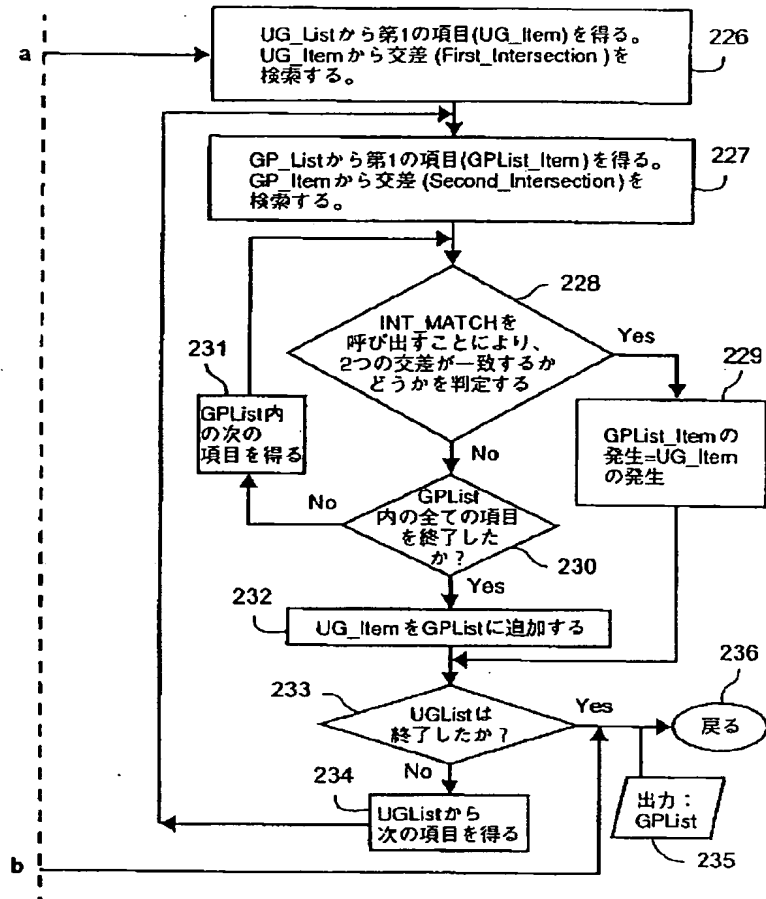 a
UG_Listから第1の項目(UG_Item)を得る。
UG_Itemから交差(First_Intersection)を
検索する。
226
GP_Listから第1の項目(GPList_Item)を得る。
GP_Itemから交差(Second_Intersection)を
検索する。
227
228
INT_MATCHを
呼び出すことにより、
2つの交差が一致するか
どうかを判定する
Yes
229
GPList_Itemの
発生=UG_Item
の発生
231
GPList内
の次の
項目を得る
No
No
GPList
内の全ての項目
を終了した
か?
230
Yes
232
UG_ItemをGPListに追加する
233
UGListは
終了したか?
Yes
236
戻る
No
234
UGListから
次の項目を得る
出力:
GPList
235
b